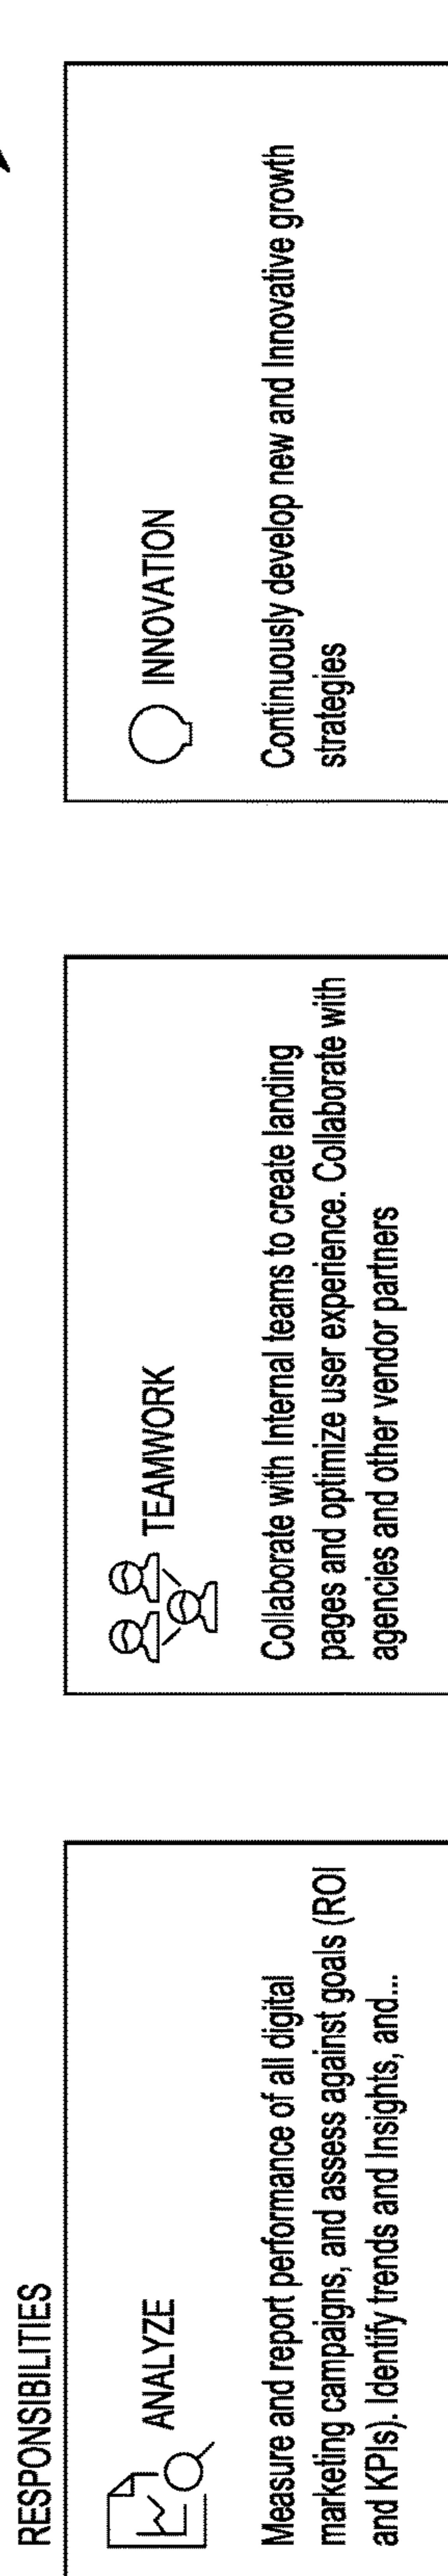 RESPONSIBILITIES
ANALYZE
Measure and report performance of all digital
marketing campaigns, and assess against goals (ROI
and KPIs). Identify trends and Insights, and...
TEAMWORK
Collaborate with Internal teams to create landing
pages and optimize user experience. Collaborate with
agencies and other vendor partners
INNOVATION
Continuously develop new and Innovative growth
strategies